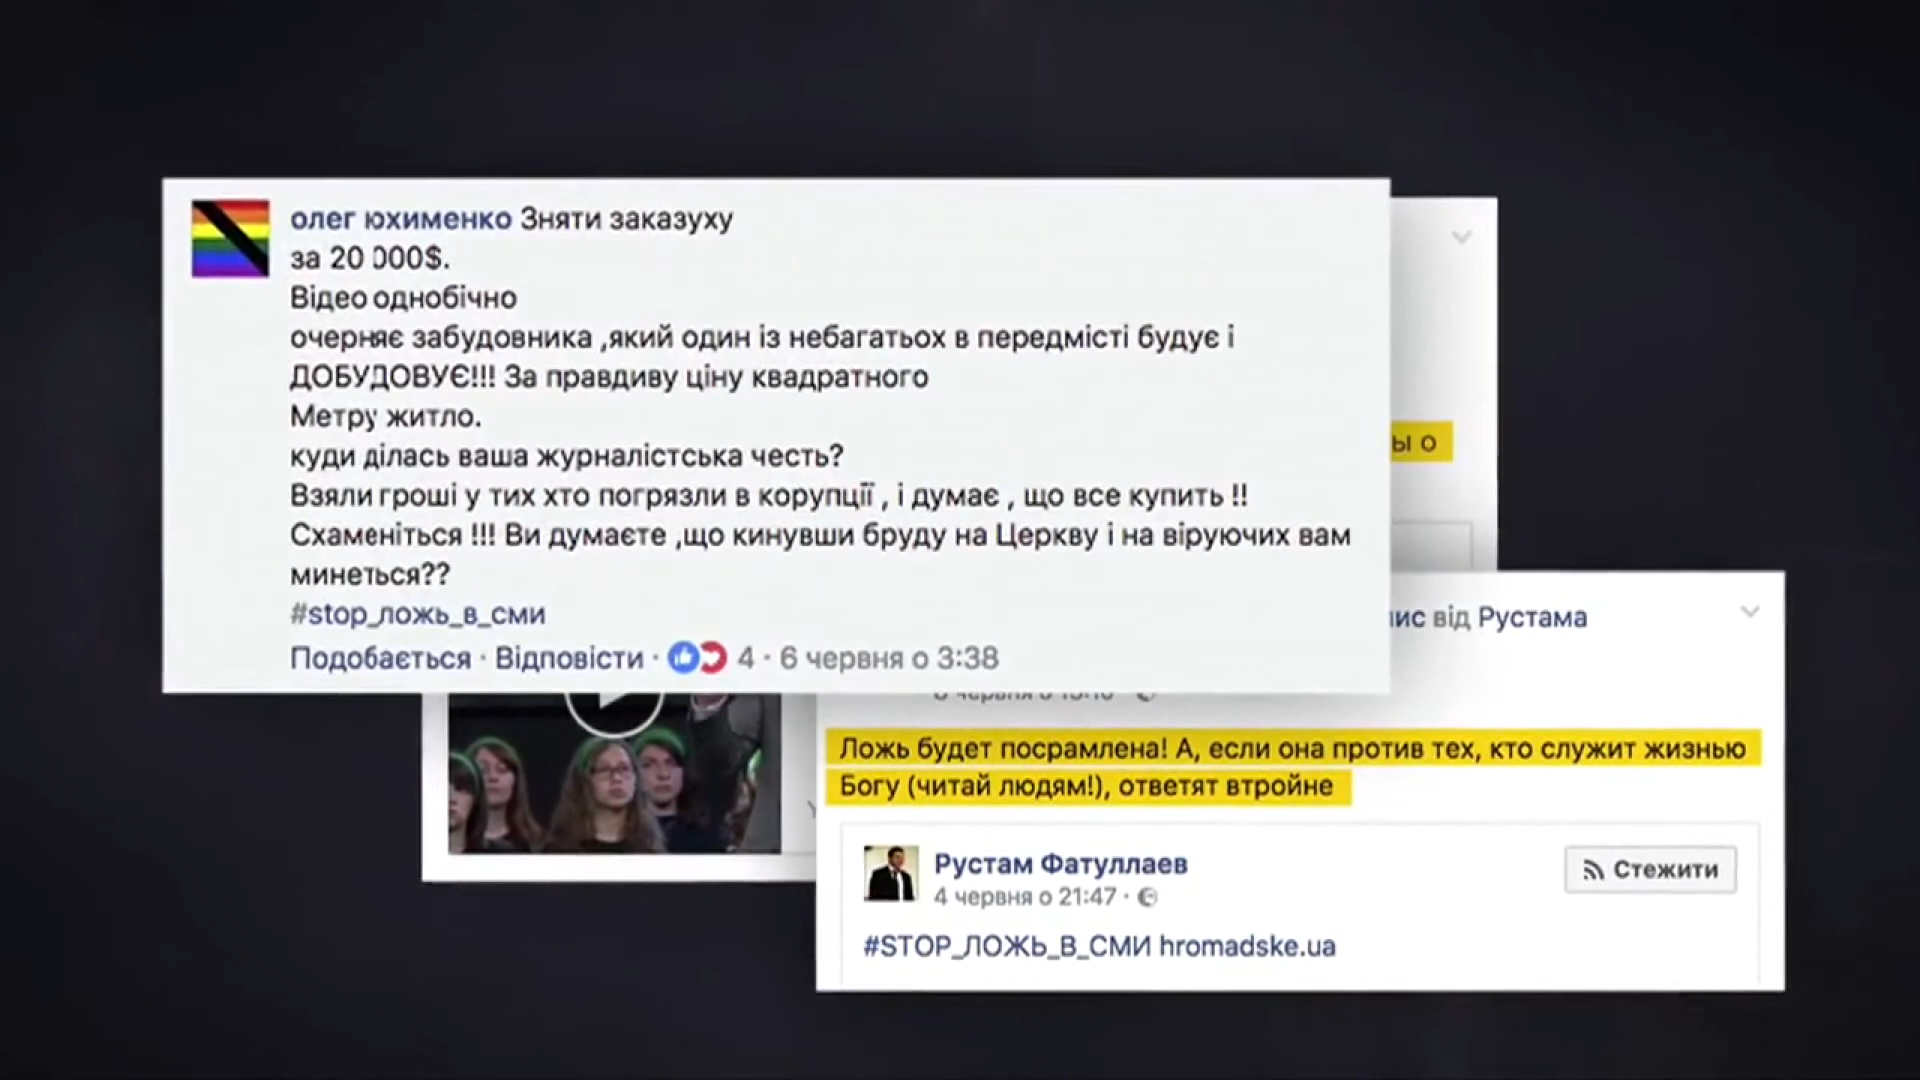 олег юхименко Зняти заказуху
за 20 000$.
Відео однобічно
очерняє забудовника ,який один із небагатьох в передмісті будує і
ДОБУДОВУЄ!!! За правдиву ціну квадратного
Метру житло.
куди ділась ваша журналістська честь?
Взяли гроші у тих хто погрязли в корупції , і думає , що все купить !!
Схаменіться !!! Ви думаєте ,що кинувши бруду на Церкву і на віруючих вам
минеться??
#stop_ложь_в_сми
Подобається · Відповісти · 4 · 6 червня о 3:38
від Рустама
Ложь будет посрамлена! А, если она против тех, кто служит жизнью
Богу (читай людям!), ответят втройне
Рустам Фатуллаев
Стежити
4 червня о 21:47 ·
#STOP_ЛОЖЬ_В_СМИ hromadske.ua